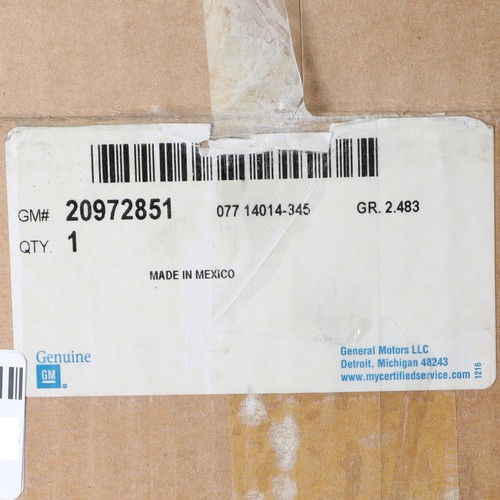 GM# 20972851 077 14014-345 GR. 2.483
QTY. 1
MADE IN MEXICO
Genuine
GM
General Motors LLC
Detroit, Michigan 48243
www.mycertifiedservice.com
1216